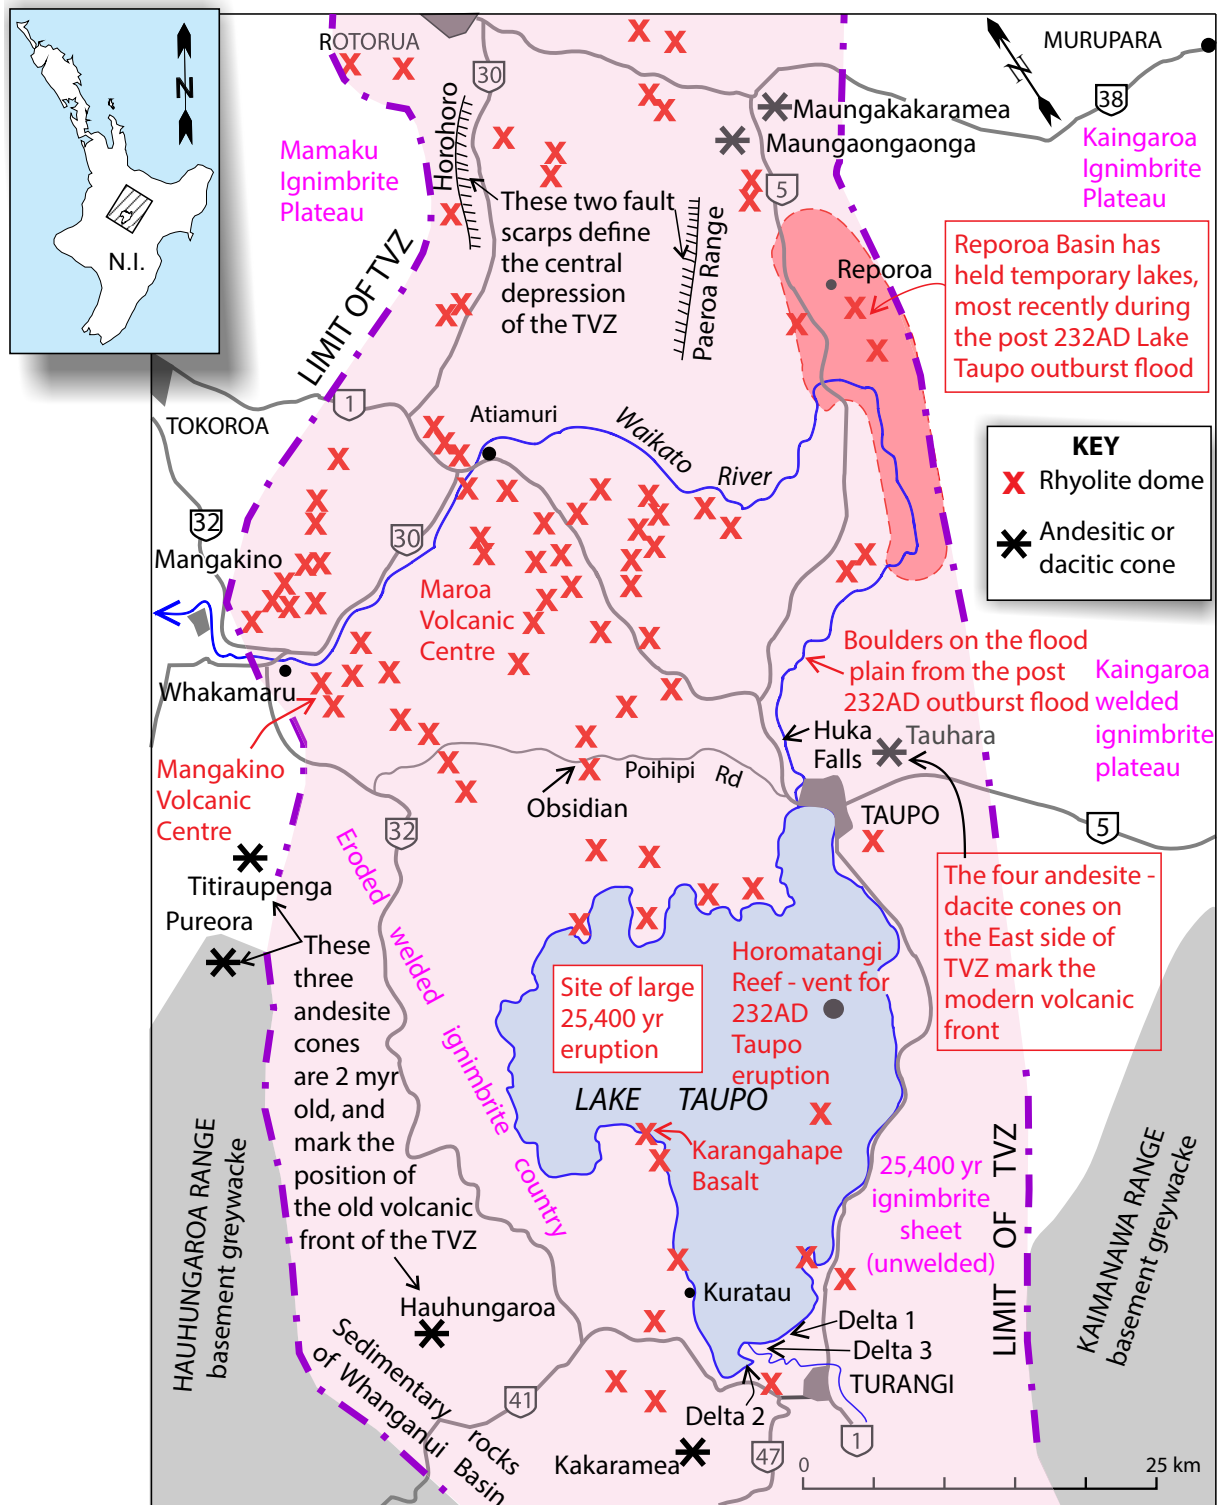 N
N.I.
ROTORUA
30
Horohoro
Mamaku
Ignimbrite
Plateau
LIMIT OF TVZ
These two fault
scarps define
the central
depression
of the TVZ
Paeroa Range
Maungakakaramea
Maungaongaonga
5
N
MURUPARA
38
Kaingaroa
Ignimbrite
Plateau
Reporoa
Reporoa Basin has
held temporary lakes,
most recently during
the post 232AD Lake
Taupo outburst flood
KEY
Rhyolite dome
Andesitic or
dacitic cone
1
TOKOROA
Atiamuri
Waikato
River
32
30
Mangakino
Maroa
Volcanic
Centre
Whakamaru
Mangakino
Volcanic
Centre
Boulders on the flood
plain from the post
232AD outburst flood
Kaingaroa
welded
ignimbrite
plateau
Huka
Falls
Tauhara
Poihipi
Rd
Obsidian
TAUPO
5
32
Titiraupenga
Pureora
These
three
andesite
cones
are 2 myr
old, and
mark the
position of
the old volcanic
front of the TVZ
Eroded
welded
ignimbrite
country
The four andesite -
dacite cones on
the East side of
TVZ mark the
modern volcanic
front
Site of large
25,400 yr
eruption
Horomatangi
Reef - vent for
232AD
Taupo
eruption
LAKE TAUPO
Karangahape
Basalt
25,400 yr
ignimbrite
sheet
(unwelded)
LIMIT OF TVZ
HAUHUNGAROA RANGE
basement greywacke
KAIMANAWA RANGE
basement greywacke
Hauhungaroa
Kuratau
Delta 1
Delta 3
TURANGI
Delta 2
Sedimentary rocks
of Whanganui Basin
41
Kakaramea
47
1
0
25 km